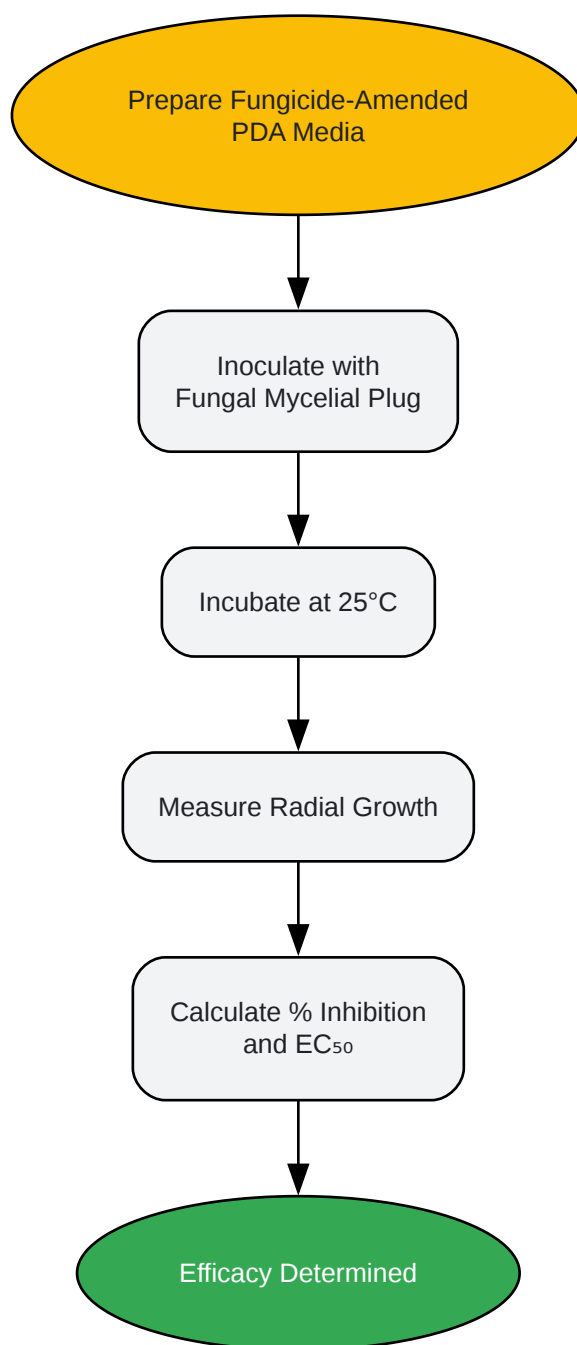 Prepare Fungicide-Amended
PDA Media
Inoculate with
Fungal Mycelial Plug
Incubate at 25°C
Measure Radial Growth
Calculate % Inhibition
and EC₅₀
Efficacy Determined